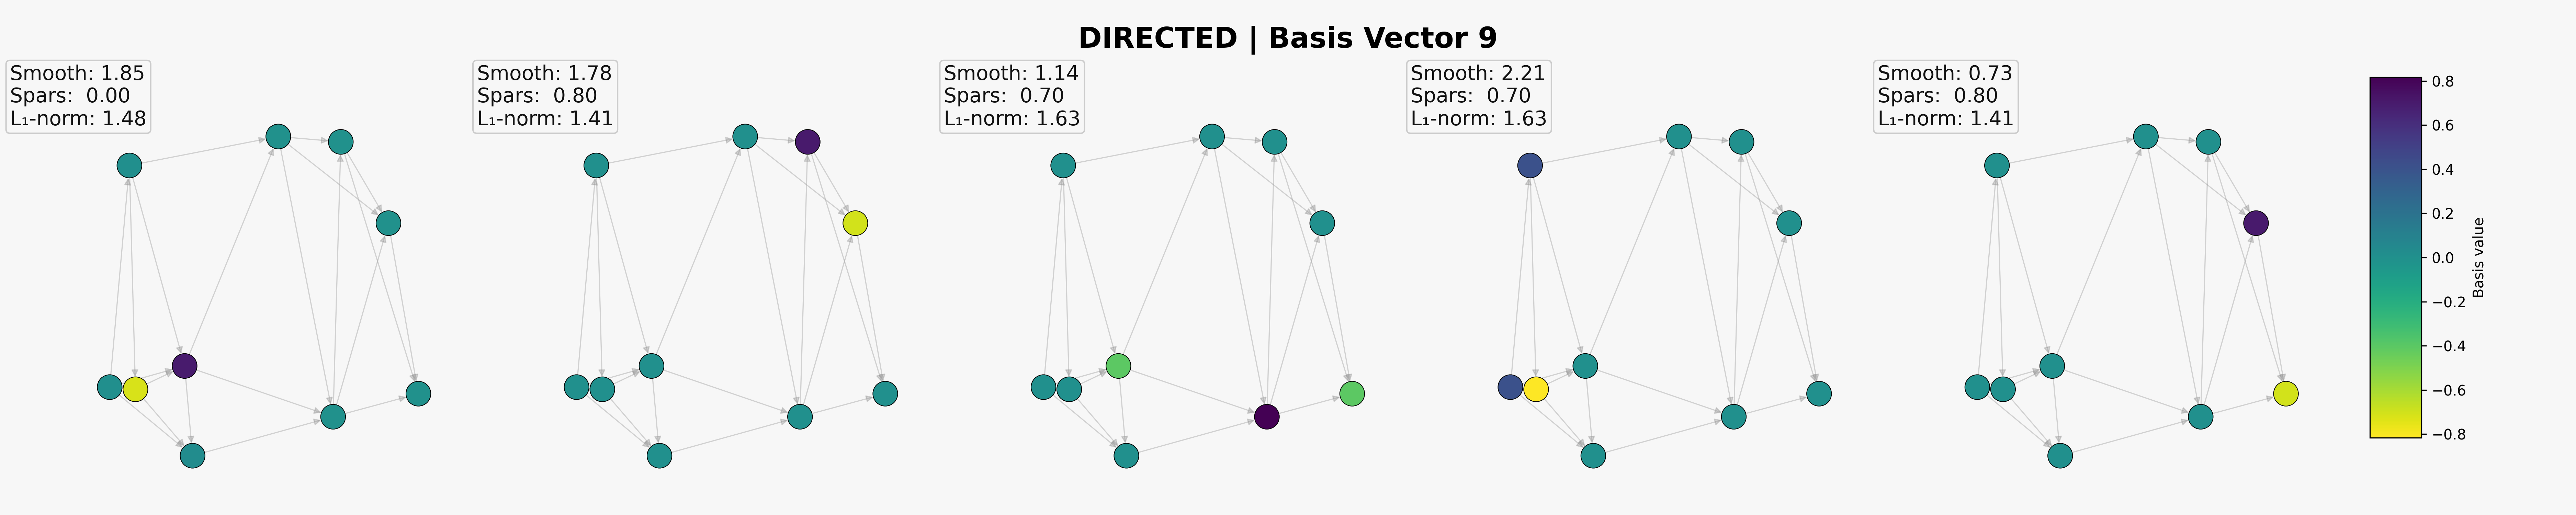 DIRECTED | Basis Vector 9
Smooth: 1.85
Spars:  0.00
L₁-norm: 1.48
Smooth: 1.78
Spars:  0.80
L₁-norm: 1.41
Smooth: 1.14
Spars:  0.70
L₁-norm: 1.63
Smooth: 2.21
Spars:  0.70
L₁-norm: 1.63
Smooth: 0.73
Spars:  0.80
L₁-norm: 1.41
0.8
0.6
0.4
0.2
0.0
−0.2
−0.4
−0.6
−0.8
Basis value